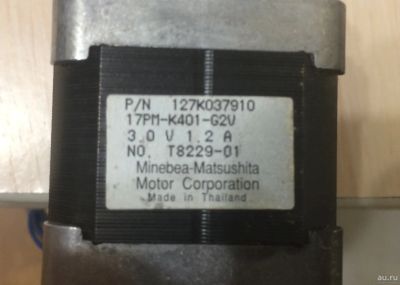 P/N 127K037910
17PM-K401-G2V
3.0 V 1.2 A
NO. T8229-01
Minebea-Matsushita
Motor Corporation
Made in Thailand
au.ru